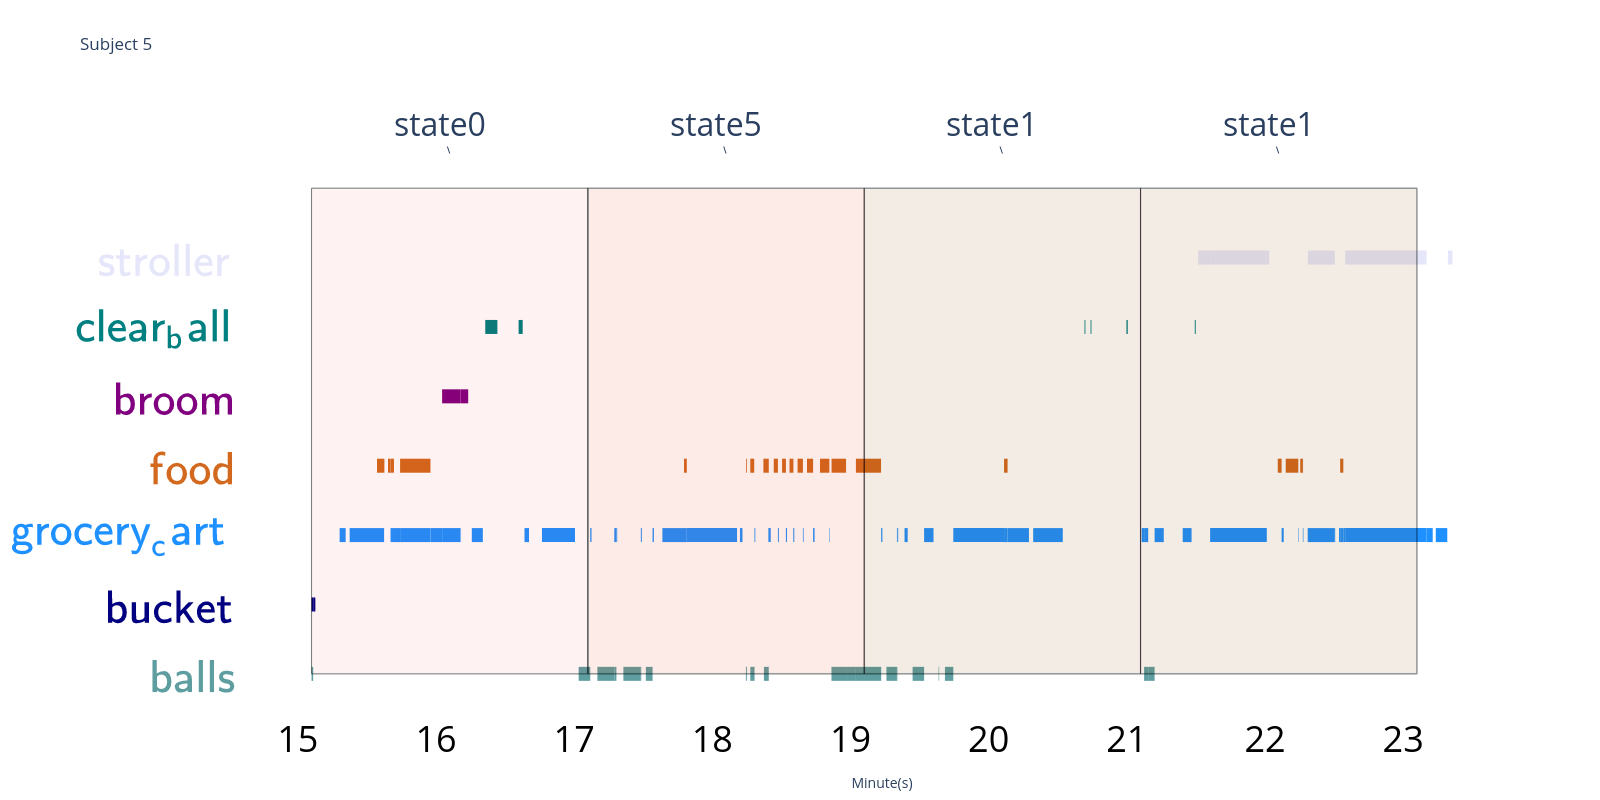 Subject 5
state0 state5 state1 state1
stroller
clear_ball
broom
food
grocery_cart
bucket
balls
15 16 17 18 19 20 21 22 23
Minute(s)